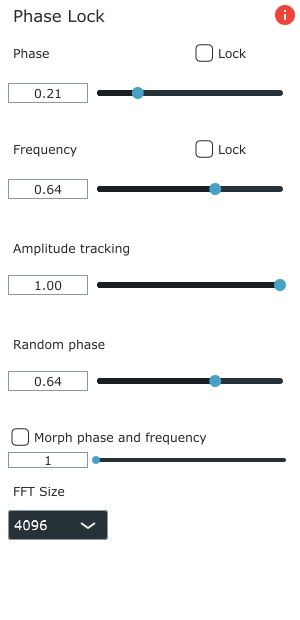 Phase Lock
i
Phase Lock
0.21
Frequency Lock
0.64
Amplitude tracking
1.00
Random phase
0.64
Morph phase and frequency
1
FFT Size
4096